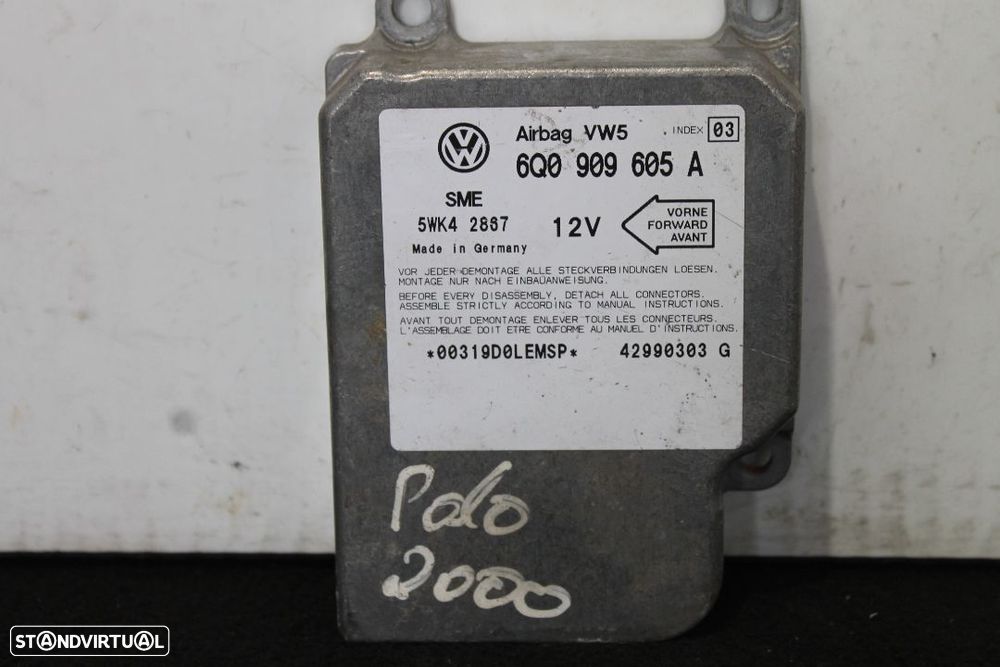 Airbag VW5 INDEX 03
6Q0 909 605 A
SME
5WK4 2867 12V
Made in Germany
VORNE
FORWARD
AVANT
VOR JEDER DEMONTAGE ALLE STECKVERBINDUNGEN LOESEN.
MONTAGE NUR NACH EINBAUANWEISUNG.
BEFORE EVERY DISASSEMBLY, DETACH ALL CONNECTORS.
ASSEMBLE STRICTLY ACCORDING TO MANUAL INSTRUCTIONS.
AVANT TOUT DEMONTAGE ENLEVER TOUS LES CONNECTEURS.
L'ASSEMBLAGE DOIT ETRE CONFORME AU MANUEL D'INSTRUCTIONS.
*00319D0LEMSP* 42990303 G
Polo
2000
STANDVIRTUAL